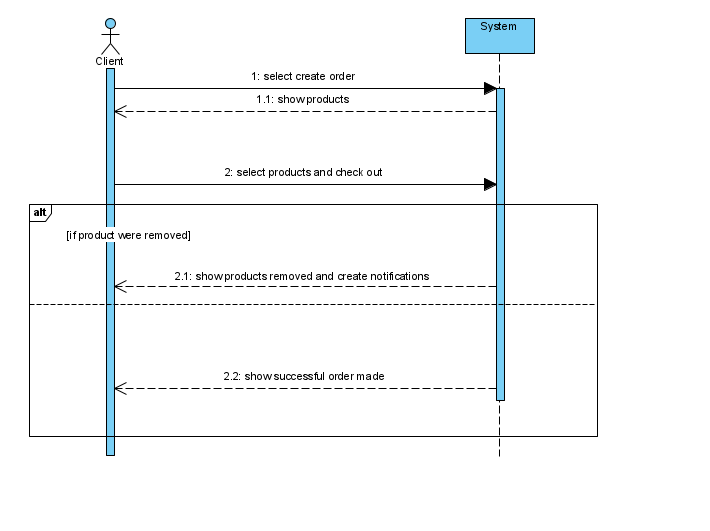 System
Client
1: select create order
1.1: show products
2: select products and check out
alt
[if product were removed]
2.1: show products removed and create notifications
2.2: show successful order made